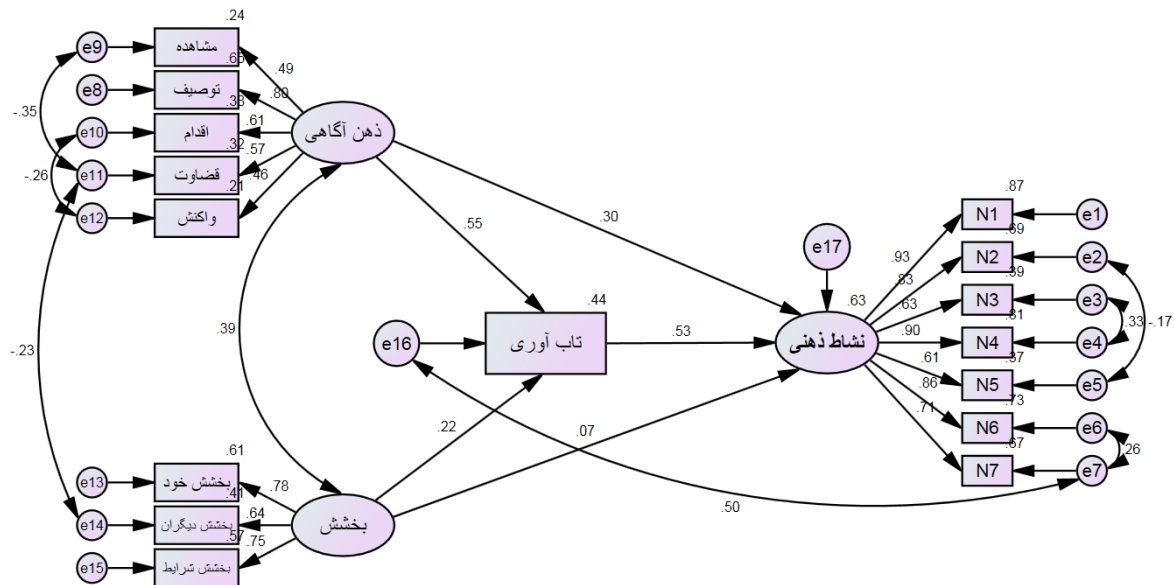 .24
e9
مشاهده
.49
.65
e8
توصیف
.80
.38
-.35
e10
اقدام
.61
ذهن آگاهی
.32
-.26
e11
قضاوت
.57
.21
e12
واکنش
.46
.55
.30
.39
-.23
e16
.44
تاب آوری
.53
.22
.07
.50
e17
.63
نشاط ذهنی
.87
N1
e1
.93
.69
N2
e2
.83
.39
N3
e3
.63
.81
.33
-.17
N4
e4
.90
.37
N5
e5
.61
.73
N6
e6
.86
.67
.26
N7
e7
.71
.61
e13
بخشش خود
.78
.41
e14
بخشش دیگران
.64
بخشش
.57
e15
بخشش شرایط
.75